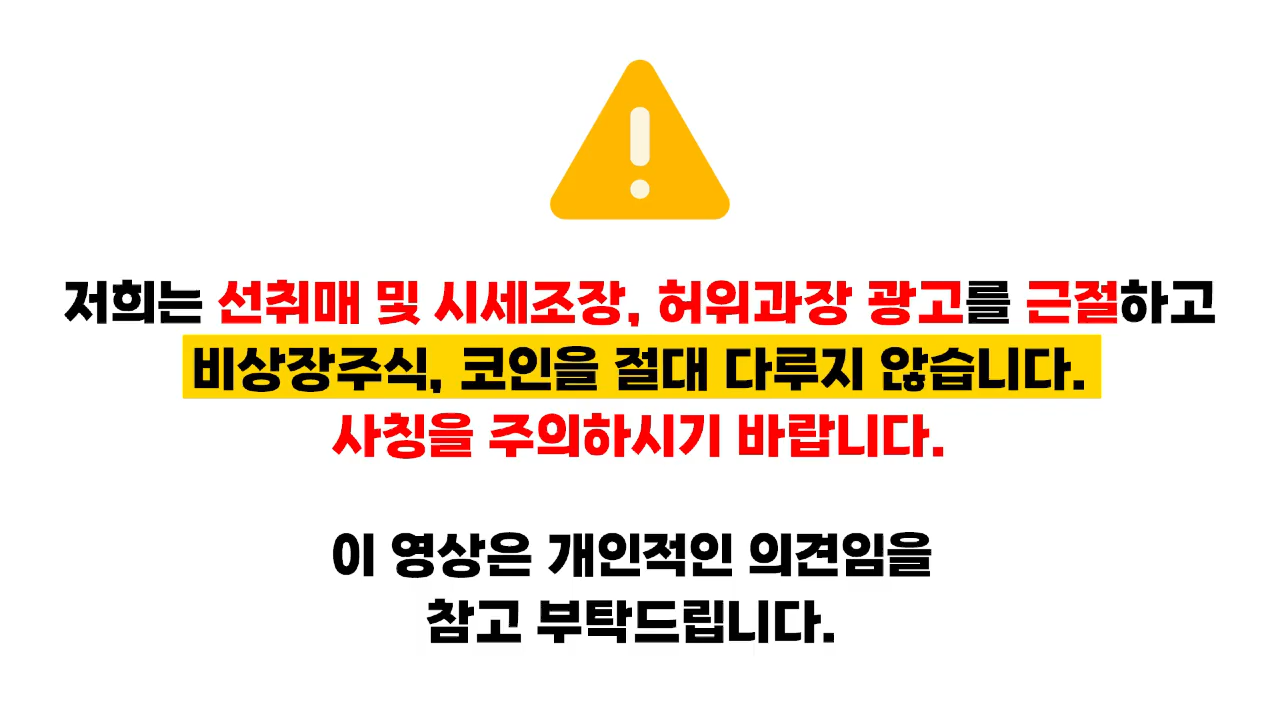 저희는 선취매 및 시세조장, 허위과장 광고를 근절하고
비상장주식, 코인을 절대 다루지 않습니다.
사칭을 주의하시기 바랍니다.
이 영상은 개인적인 의견임을
참고 부탁드립니다.